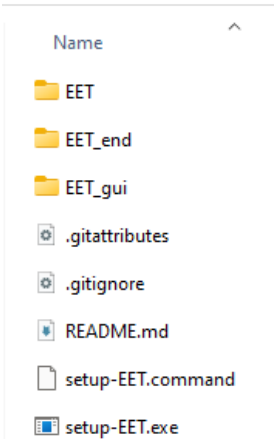 Name
EET
EET_end
EET_gui
.gitattributes
.gitignore
README.md
setup-EET.command
setup-EET.exe